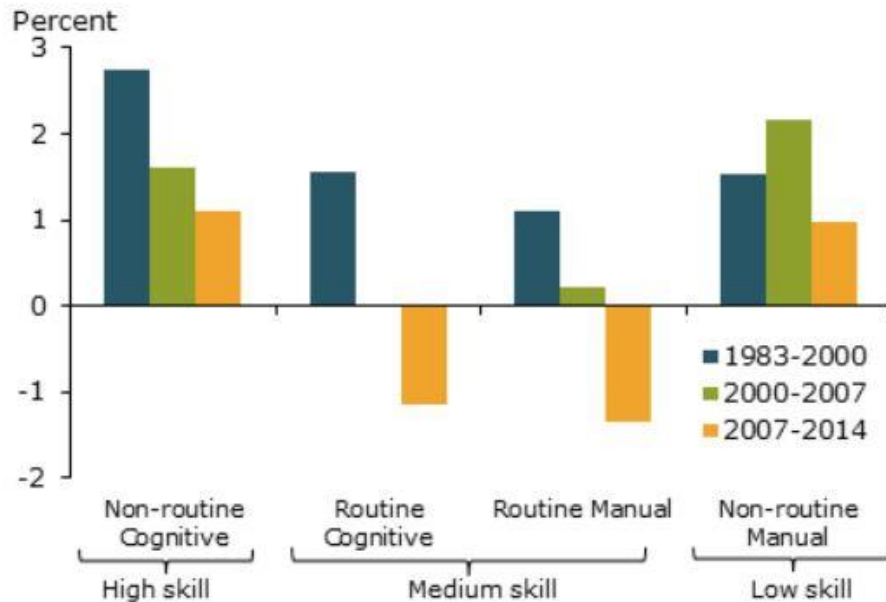 Percent
3
2
1
0
-1
-2
1983-2000
2000-2007
2007-2014
Non-routine
Cognitive
Routine
Cognitive
Routine Manual
Non-routine
Manual
High skill
Medium skill
Low skill